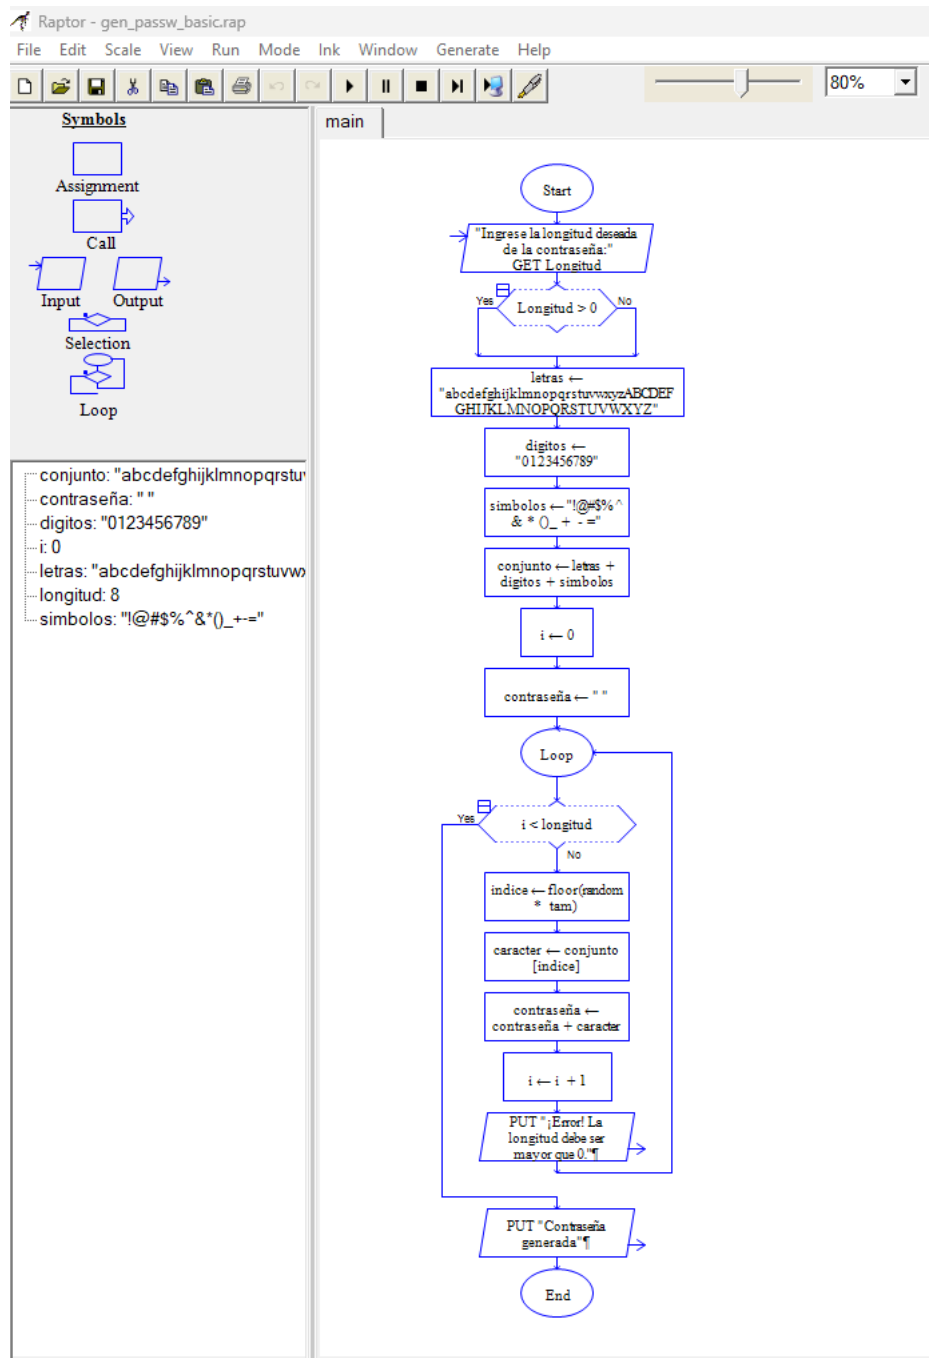 Raptor - gen_passw_basic.rap
File Edit Scale View Run Mode Ink Window Generate Help
80%
Symbols
Assignment
Call
Input Output
Selection
Loop
conjunto: "abcdefghijklmnopqrstuv
contraseña: " "
digitos: "0123456789"
i: 0
letras: "abcdefghijklmnopqrstuvwx
longitud: 8
simbolos: "!@#$%^&*()_+-="
main
Start
"Ingrese la longitud deseada
de la contraseña:"
GET Longitud
Yes
Longitud > 0
No
letras ←
"abcdefghijklmnopqrstuvwxyzABCDEF
GHIJKLMNOPQRSTUVWXYZ"
digitos ←
"0123456789"
simbolos ← "!@#$%^
& * ()_ + - ="
conjunto ← letras +
digitos + simbolos
i ← 0
contraseña ← " "
Loop
Yes
i < longitud
No
indice ← floor(random
* tam)
caracter ← conjunto
[indice]
contraseña ←
contraseña + caracter
i ← i + 1
PUT "¡Error! La
longitud debe ser
mayor que 0."¶
PUT "Contraseña
generada"¶
End